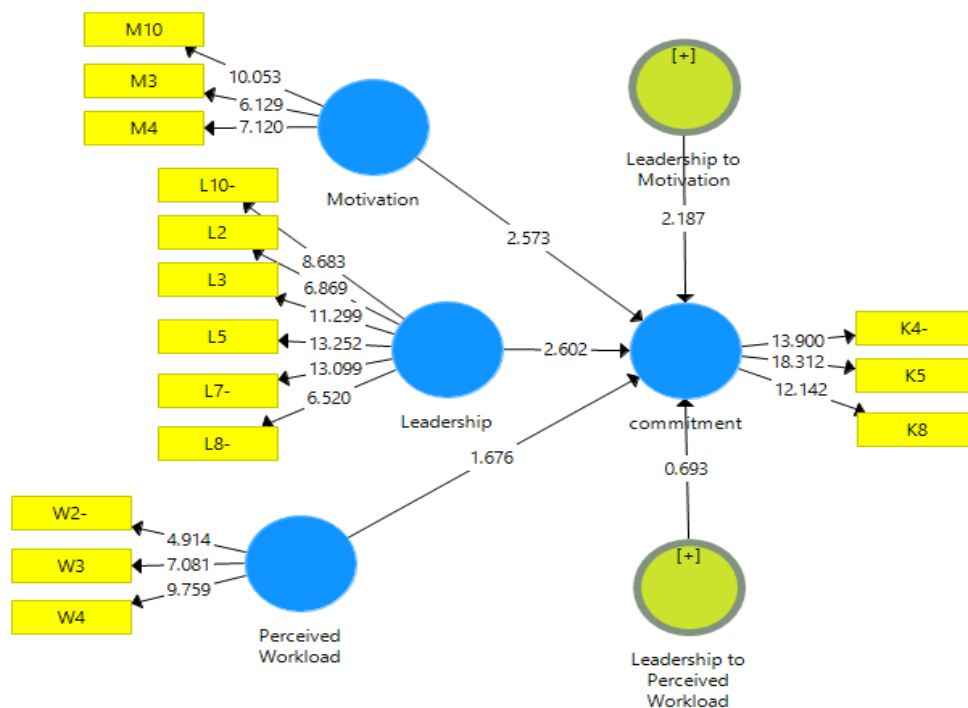 M10
M3
M4
10.053
6.129
7.120
Motivation
[+]
Leadership to
Motivation
2.187
2.573
L10-
L2
L3
L5
L7-
L8-
8.683
6.869
11.299
13.252
13.099
6.520
Leadership
2.602
commitment
13.900
18.312
12.142
K4-
K5
K8
1.676
0.693
W2-
W3
W4
4.914
7.081
9.759
Perceived
Workload
[+]
Leadership to
Perceived
Workload